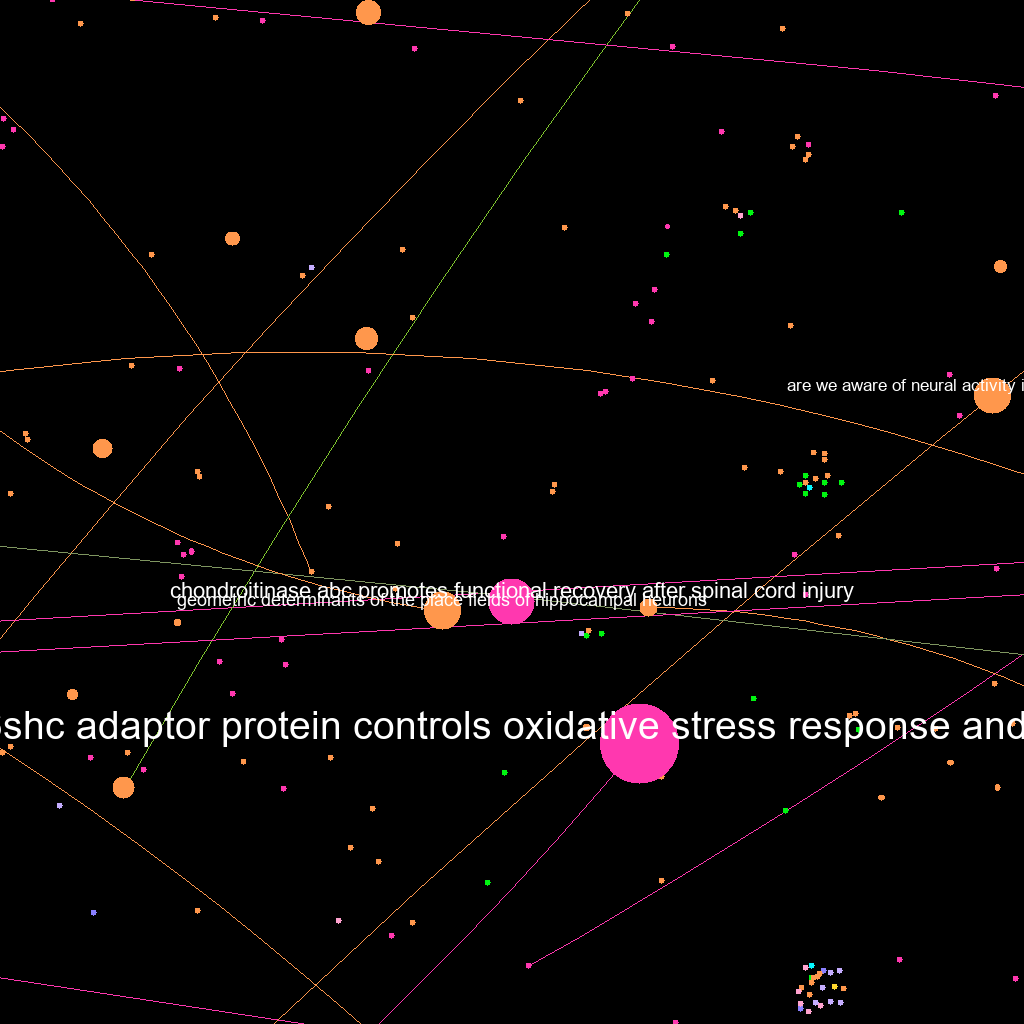 are we aware of neural activity i
chondroitinase abc promotes functional recovery after spinal cord injury
geometric determinants of the place fields of hippocampal neurons
shc adaptor protein controls oxidative stress response and